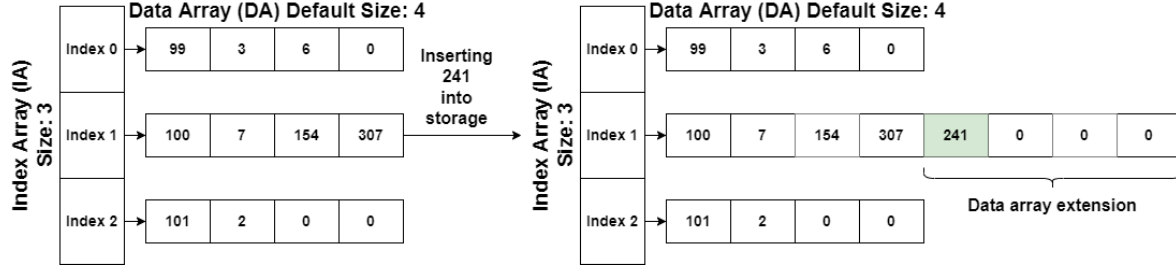 Data Array (DA) Default Size: 4
Index Array (IA)
Size: 3
Index 0
99 3 6 0
Index 1
100 7 154 307
Index 2
101 2 0 0
Inserting
241
into
storage
Data Array (DA) Default Size: 4
Index Array (IA)
Size: 3
Index 0
99 3 6 0
Index 1
100 7 154 307 241 0 0 0
Data array extension
Index 2
101 2 0 0